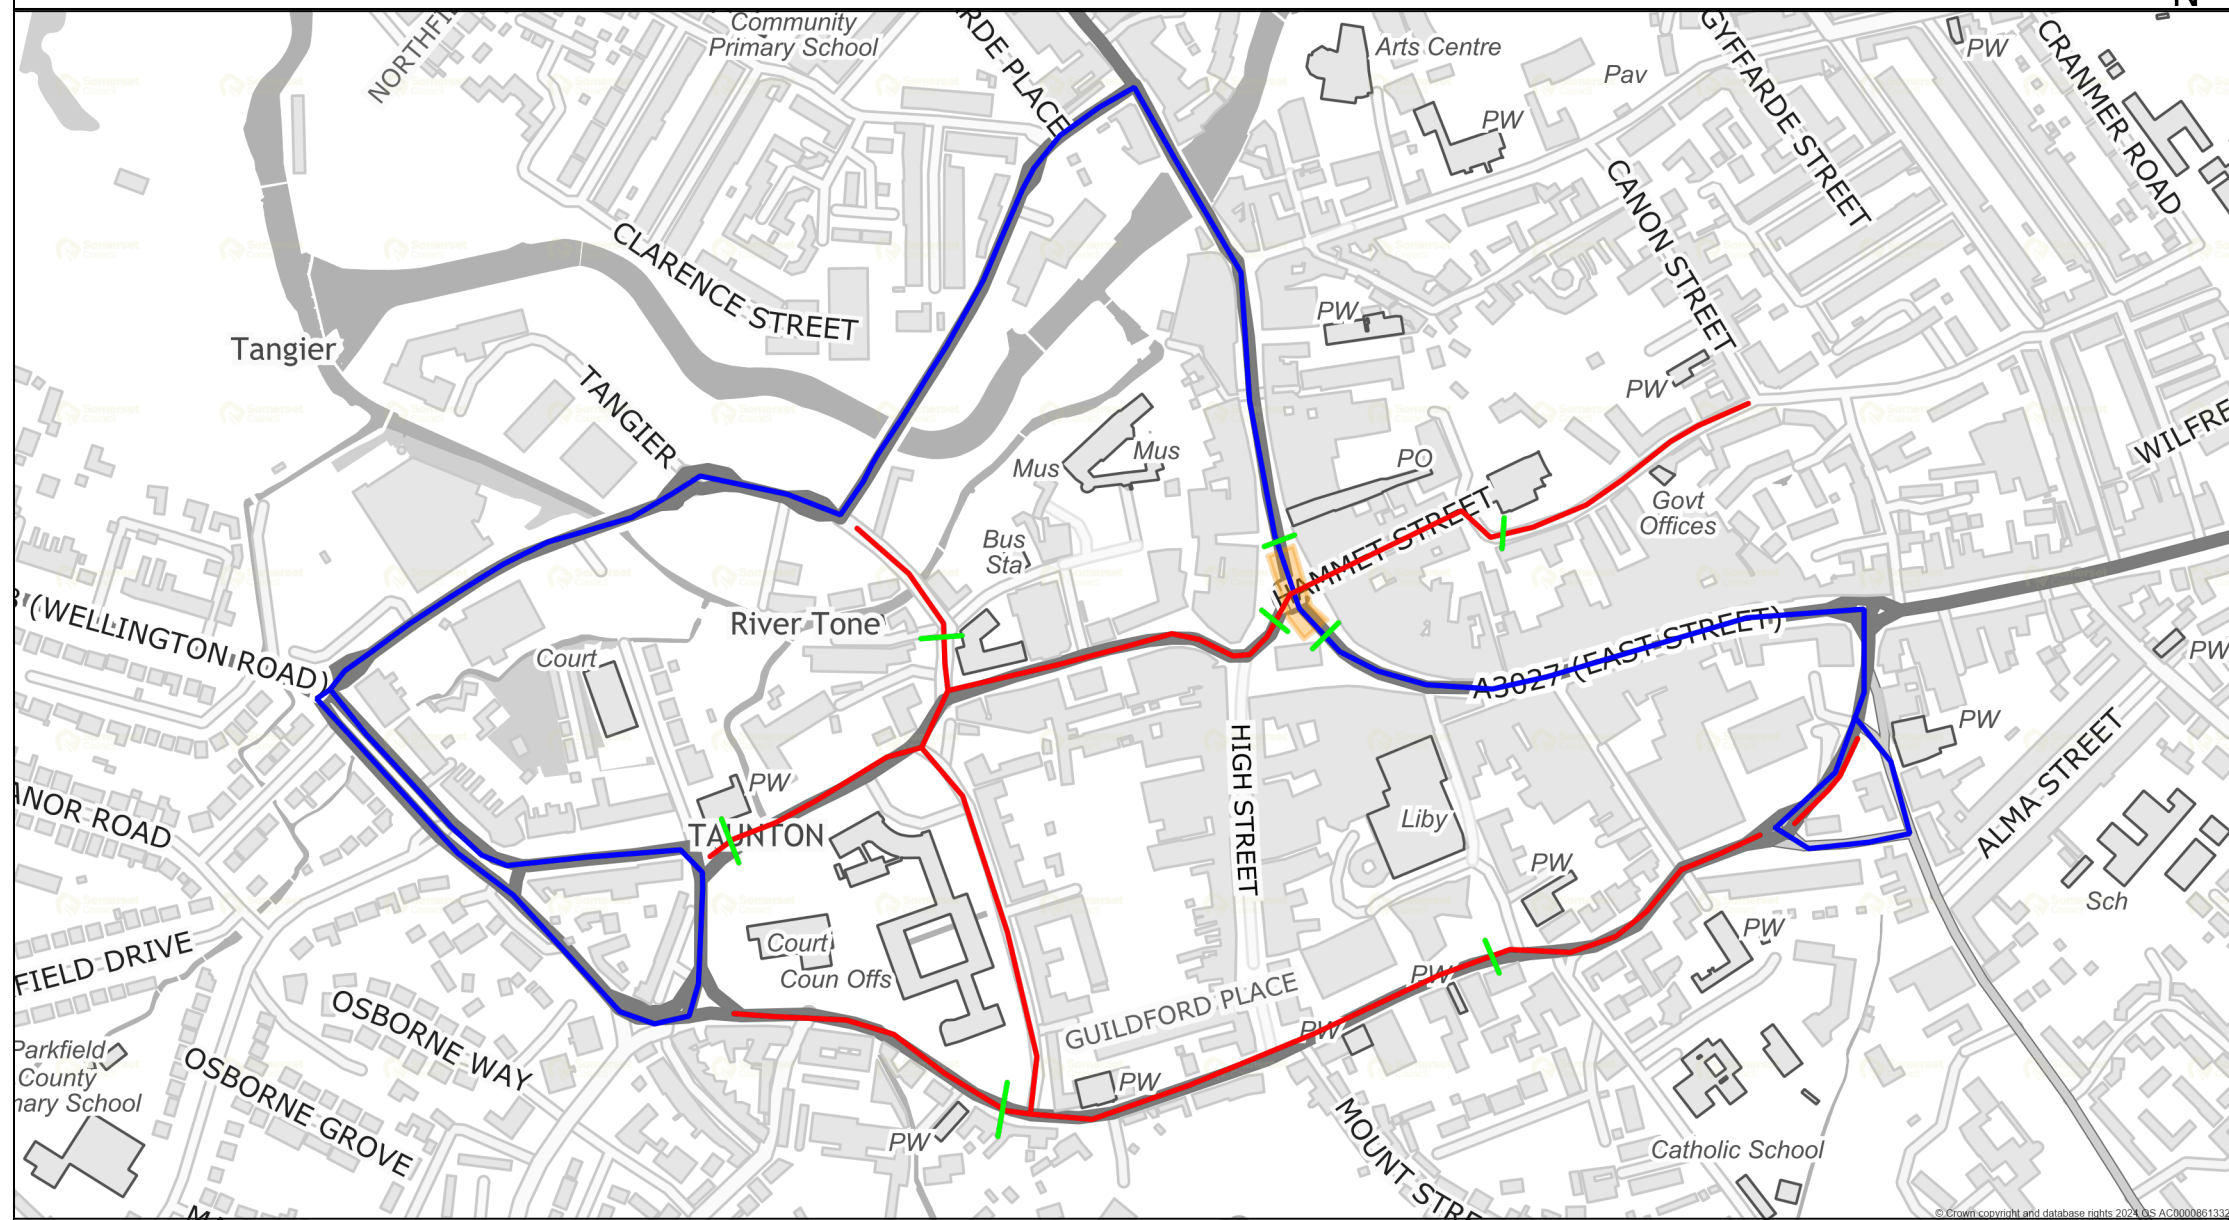 N
Community
Primary School
NORTHFI
RDE PLACE
Arts Centre
Pav
PW
GYFFARDE STREET
PW
CRANMER ROAD
CANON STREET
CLARENCE STREET
PW
Tangier
TANGIER
PW
WILFRE
Mus
Mus
PO
HAMMET STREET
Govt
Offices
Bus
Sta
River Tone
(WELLINGTON ROAD)
Court
A3027 (EAST STREET)
PW
PW
HIGH STREET
ALMA STREET
ANOR ROAD
PW
TAUNTON
Liby
PW
Sch
FIELD DRIVE
Court
Coun Offs
PW
PW
OSBORNE WAY
GUILDFORD PLACE
PW
Parkfield
County
mary School
OSBORNE GROVE
PW
PW
MOUNT STRE
Catholic School
© Crown copyright and database rights 2024 OS AC0000861332